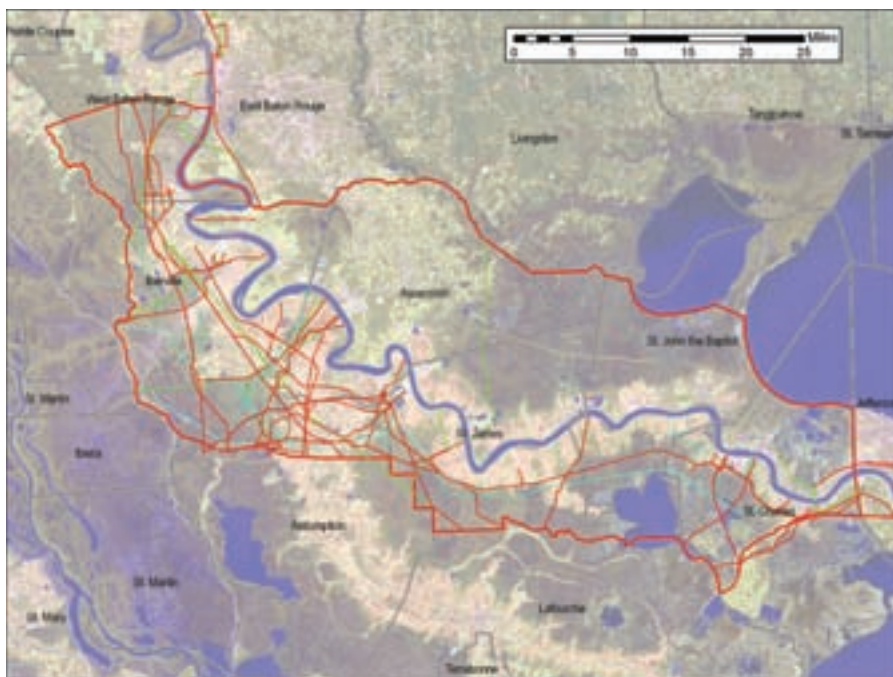 Pointe Coupee
Miles
0 5 10 15 20 25
West Baton Rouge
East Baton Rouge
Livingston
Tangipahoa
St. Tammany
Iberville
Ascension
St. John the Baptist
St. Martin
Jefferson
St. James
Iberia
St. Charles
Assumption
St. Martin
Lafourche
St. Mary
Terrebonne